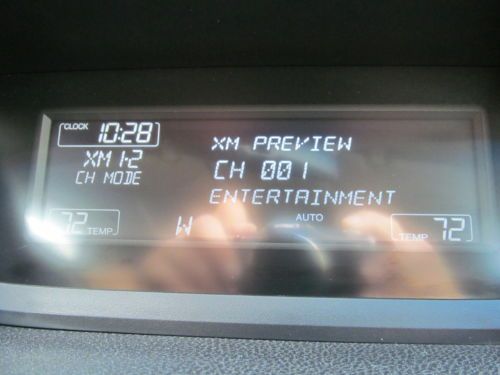 CLOCK 10:28
XM PREVIEW
XM 1-2
CH 001
CH MODE
ENTERTAINMENT
72 TEMP
W
AUTO
TEMP 72